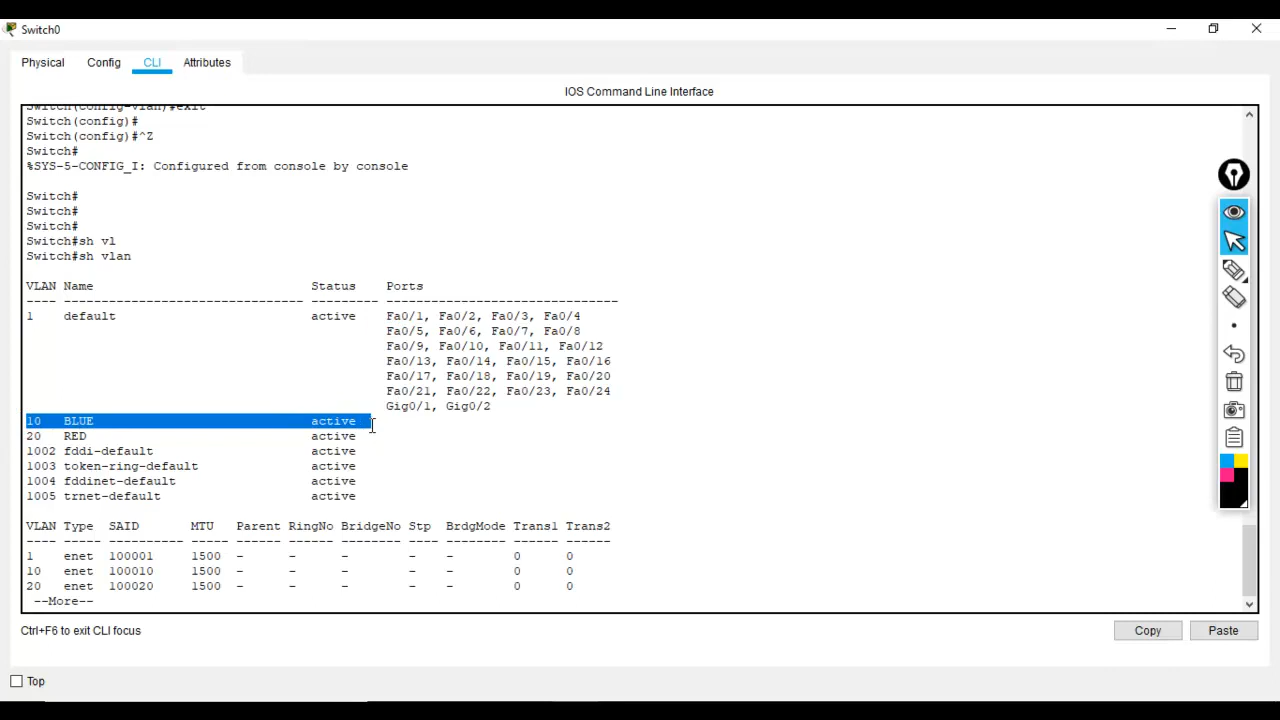 Switch0
Physical Config CLI Attributes
IOS Command Line Interface
Switch(config-vlan)#exit
Switch(config)#
Switch(config)#^Z
Switch#
%SYS-5-CONFIG_I: Configured from console by console
Switch#
Switch#
Switch#
Switch#sh vl
Switch#sh vlan
VLAN Name                             Status    Ports
---- -------------------------------- --------- -------------------------------
1    default                          active    Fa0/1, Fa0/2, Fa0/3, Fa0/4
                                                Fa0/5, Fa0/6, Fa0/7, Fa0/8
                                                Fa0/9, Fa0/10, Fa0/11, Fa0/12
                                                Fa0/13, Fa0/14, Fa0/15, Fa0/16
                                                Fa0/17, Fa0/18, Fa0/19, Fa0/20
                                                Fa0/21, Fa0/22, Fa0/23, Fa0/24
                                                Gig0/1, Gig0/2
10   BLUE                             active
20   RED                              active
1002 fddi-default                     active
1003 token-ring-default               active
1004 fddinet-default                  active
1005 trnet-default                    active
VLAN Type  SAID       MTU   Parent RingNo BridgeNo Stp  BrdgMode Trans1 Trans2
---- ----- ---------- ----- ------ ------ -------- ---- -------- ------ ------
1    enet  100001     1500  -      -      -        -    -        0      0
10   enet  100010     1500  -      -      -        -    -        0      0
20   enet  100020     1500  -      -      -        -    -        0      0
 --More--
Ctrl+F6 to exit CLI focus
Copy Paste
Top